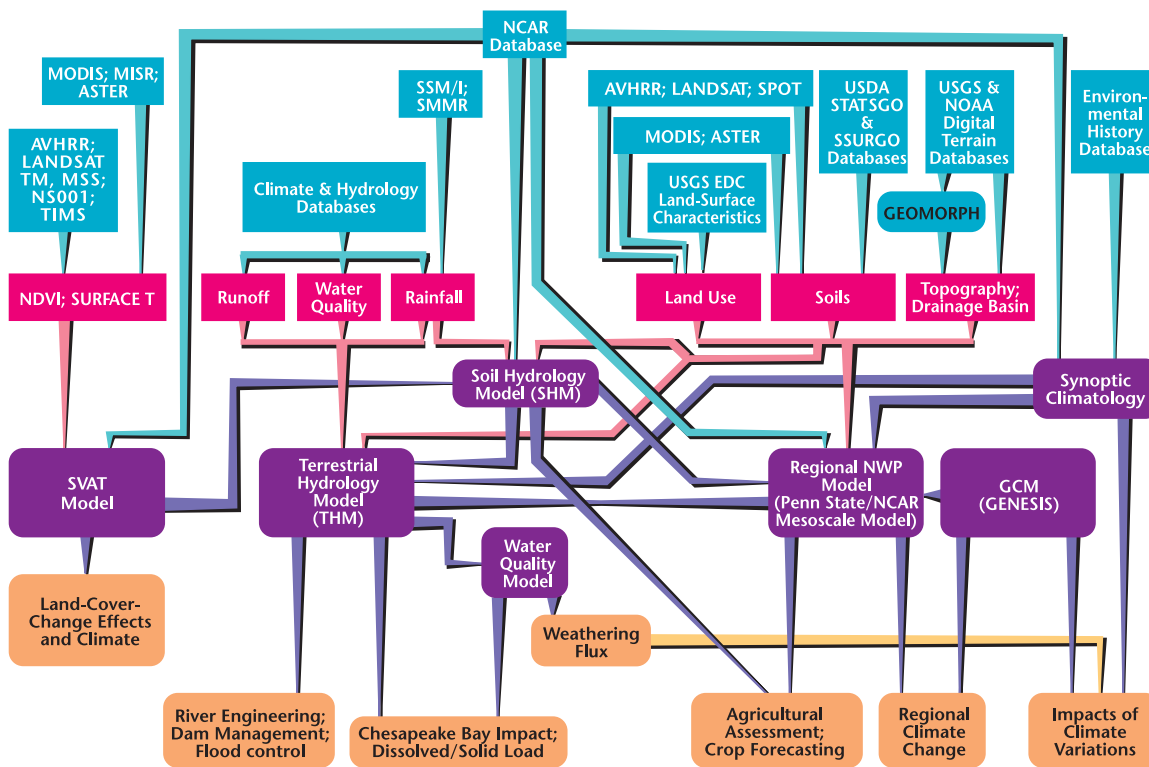 NCAR
Database
MODIS; MISR;
ASTER
SSM/I;
SMMR
AVHRR; LANDSAT; SPOT
USDA
STATSGO
&
SSURGO
Databases
USGS &
NOAA
Digital
Terrain
Databases
Environ-
mental
History
Database
AVHRR;
LANDSAT
TM, MSS;
NS001;
TIMS
MODIS; ASTER
Climate & Hydrology
Databases
USGS EDC
Land-Surface
Characteristics
GEOMORPH
NDVI; SURFACE T
Runoff
Water
Quality
Rainfall
Land Use
Soils
Topography;
Drainage Basin
Soil Hydrology
Model (SHM)
Synoptic
Climatology
SVAT
Model
Terrestrial
Hydrology
Model
(THM)
Regional NWP
Model
(Penn State/NCAR
Mesoscale Model)
GCM
(GENESIS)
Water
Quality
Model
Land-Cover-
Change Effects
and Climate
Weathering
Flux
River Engineering;
Dam Management;
Flood control
Chesapeake Bay Impact;
Dissolved/Solid Load
Agricultural
Assessment;
Crop Forecasting
Regional
Climate
Change
Impacts of
Climate
Variations